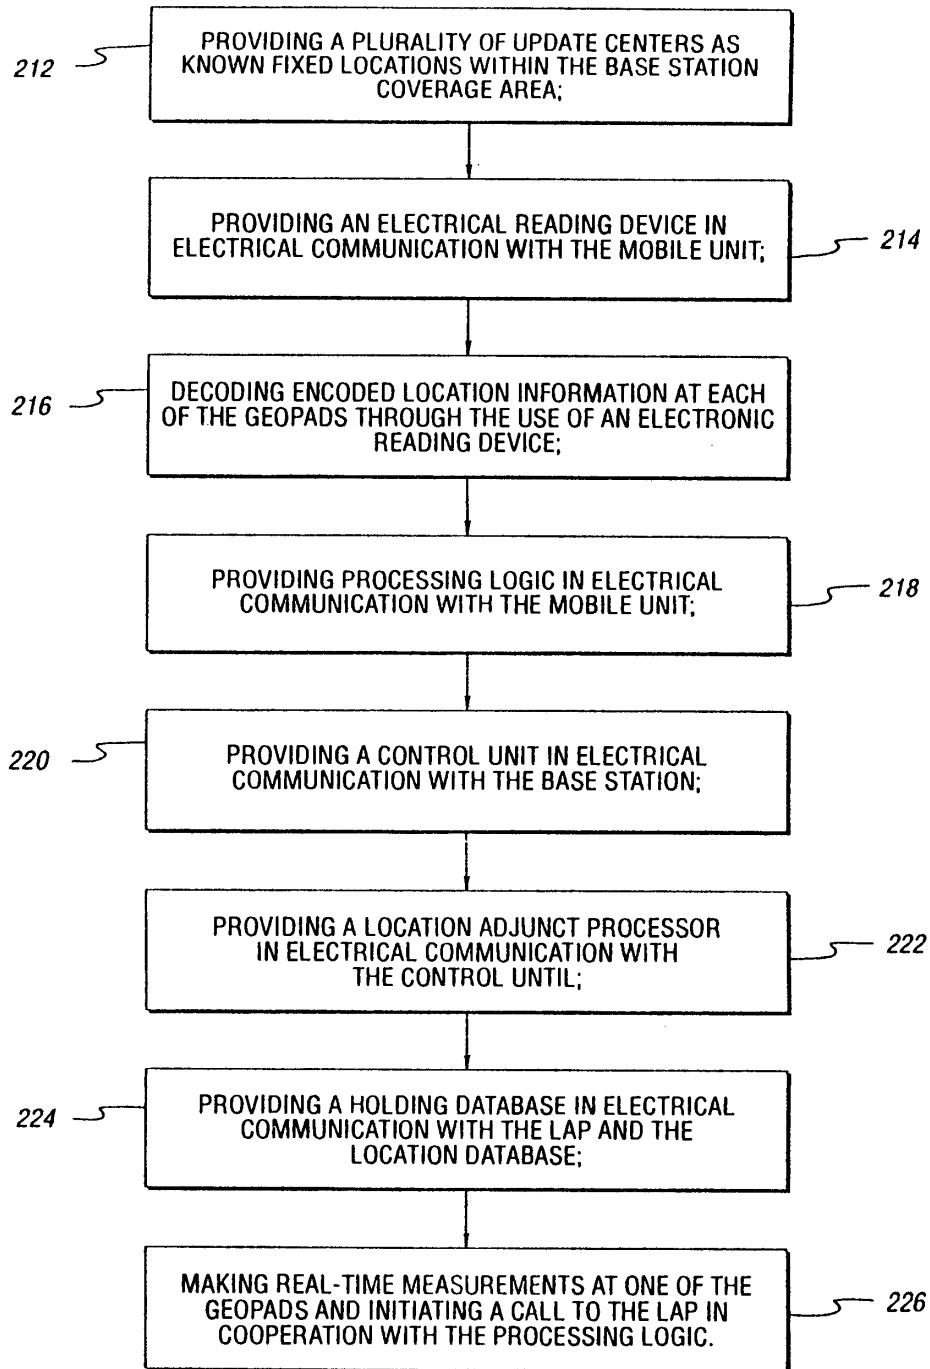 212
PROVIDING A PLURALITY OF UPDATE CENTERS AS
KNOWN FIXED LOCATIONS WITHIN THE BASE STATION
COVERAGE AREA;
PROVIDING AN ELECTRICAL READING DEVICE IN
ELECTRICAL COMMUNICATION WITH THE MOBILE UNIT;
214
216
DECODING ENCODED LOCATION INFORMATION AT EACH
OF THE GEOPADS THROUGH THE USE OF AN ELECTRONIC
READING DEVICE;
PROVIDING PROCESSING LOGIC IN ELECTRICAL
COMMUNICATION WITH THE MOBILE UNIT;
218
220
PROVIDING A CONTROL UNIT IN ELECTRICAL
COMMUNICATION WITH THE BASE STATION;
PROVIDING A LOCATION ADJUNCT PROCESSOR
IN ELECTRICAL COMMUNICATION WITH
THE CONTROL UNTIL;
222
224
PROVIDING A HOLDING DATABASE IN ELECTRICAL
COMMUNICATION WITH THE LAP AND THE
LOCATION DATABASE;
MAKING REAL-TIME MEASUREMENTS AT ONE OF THE
GEOPADS AND INITIATING A CALL TO THE LAP IN
COOPERATION WITH THE PROCESSING LOGIC.
226